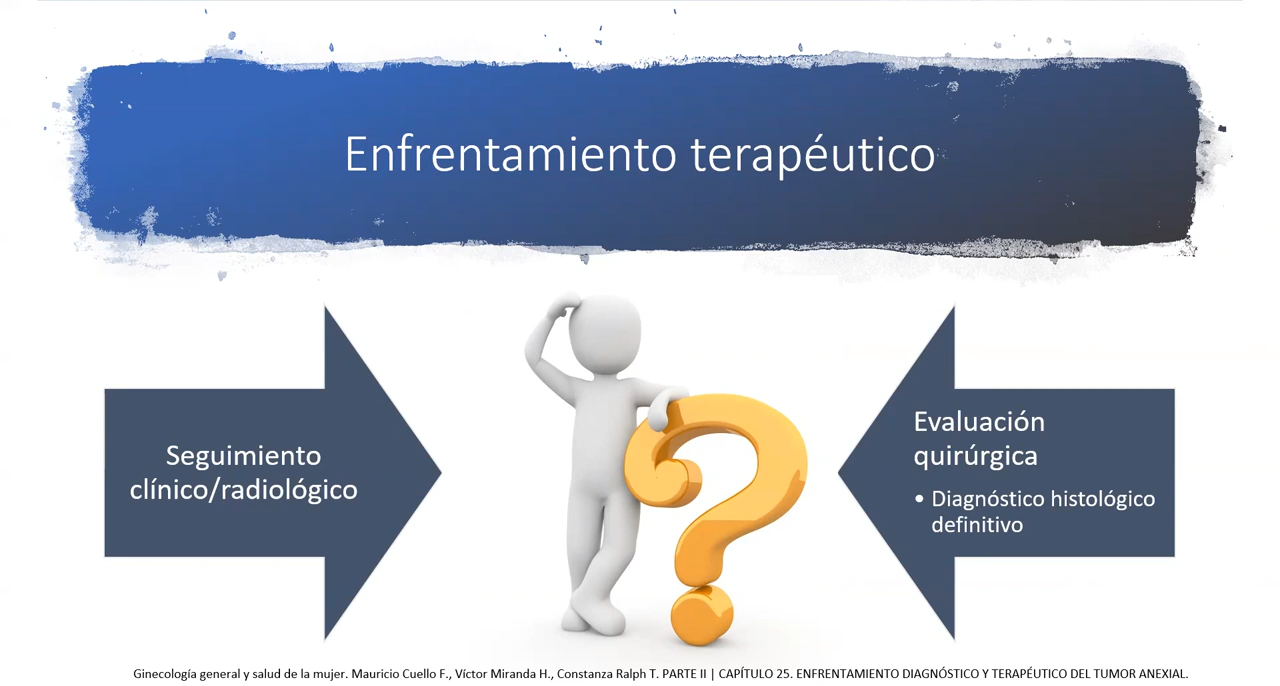 Enfrentamiento terapéutico
Seguimiento
clínico/radiológico
Evaluación
quirúrgica
• Diagnóstico histológico
definitivo
Ginecología general y salud de la mujer. Mauricio Cuello F., Víctor Miranda H., Constanza Ralph T. PARTE II | CAPÍTULO 25. ENFRENTAMIENTO DIAGNÓSTICO Y TERAPÉUTICO DEL TUMOR ANEXIAL.